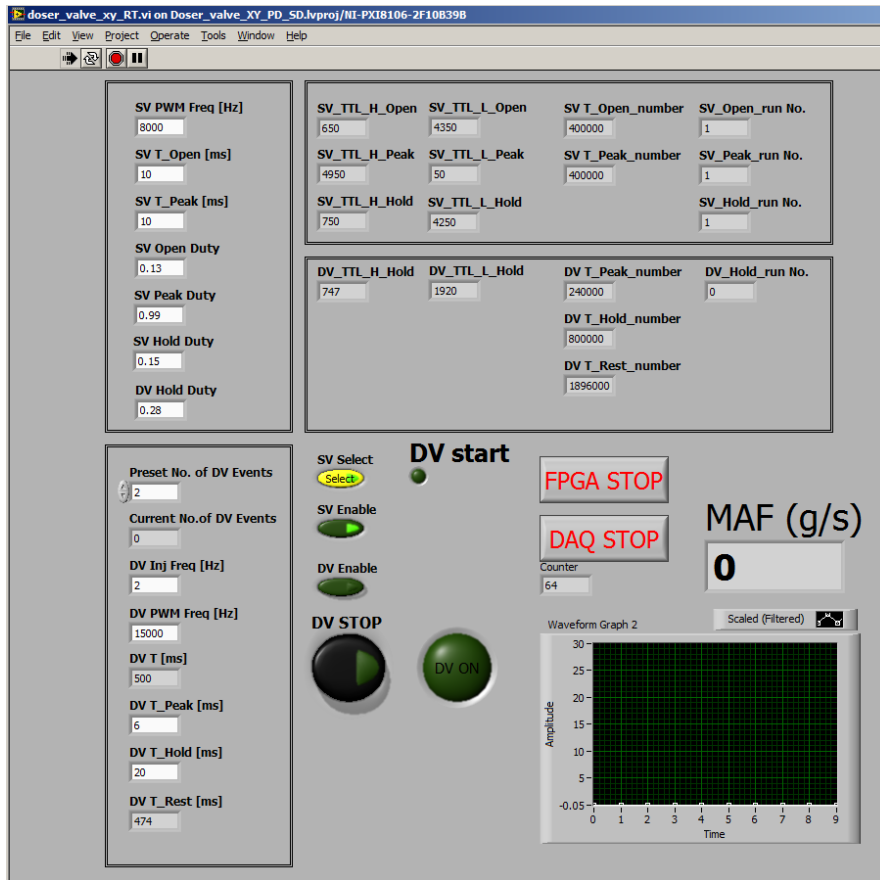 doser_valve_xy_RT.vi on Doser_valve_XY_PD_SD.lvproj/NI-PXI8106-2F10B39B
File Edit View Project Operate Tools Window Help
SV PWM Freq [Hz]
8000
SV T_Open [ms]
10
SV T_Peak [ms]
10
SV Open Duty
0.13
SV Peak Duty
0.99
SV Hold Duty
0.15
DV Hold Duty
0.28
SV_TTL_H_Open SV_TTL_L_Open SV T_Open_number SV_Open_run No.
650 4350 400000 1
SV_TTL_H_Peak SV_TTL_L_Peak SV T_Peak_number SV_Peak_run No.
4950 50 400000 1
SV_TTL_H_Hold SV_TTL_L_Hold SV_Hold_run No.
750 4250 1
DV_TTL_H_Hold DV_TTL_L_Hold DV T_Peak_number DV_Hold_run No.
747 1920 240000 0
DV T_Hold_number
800000
DV T_Rest_number
1896000
Preset No. of DV Events
2
Current No.of DV Events
0
DV Inj Freq [Hz]
2
DV PWM Freq [Hz]
15000
DV T [ms]
500
DV T_Peak [ms]
6
DV T_Hold [ms]
20
DV T_Rest [ms]
474
SV Select
Select
SV Enable
DV Enable
DV STOP
DV start
DV ON
FPGA STOP
DAQ STOP
Counter
64
MAF (g/s)
0
Waveform Graph 2
Scaled (Filtered)
30
25
20
15
10
5
-0.05
Amplitude
0 1 2 3 4 5 6 7 8 9
Time